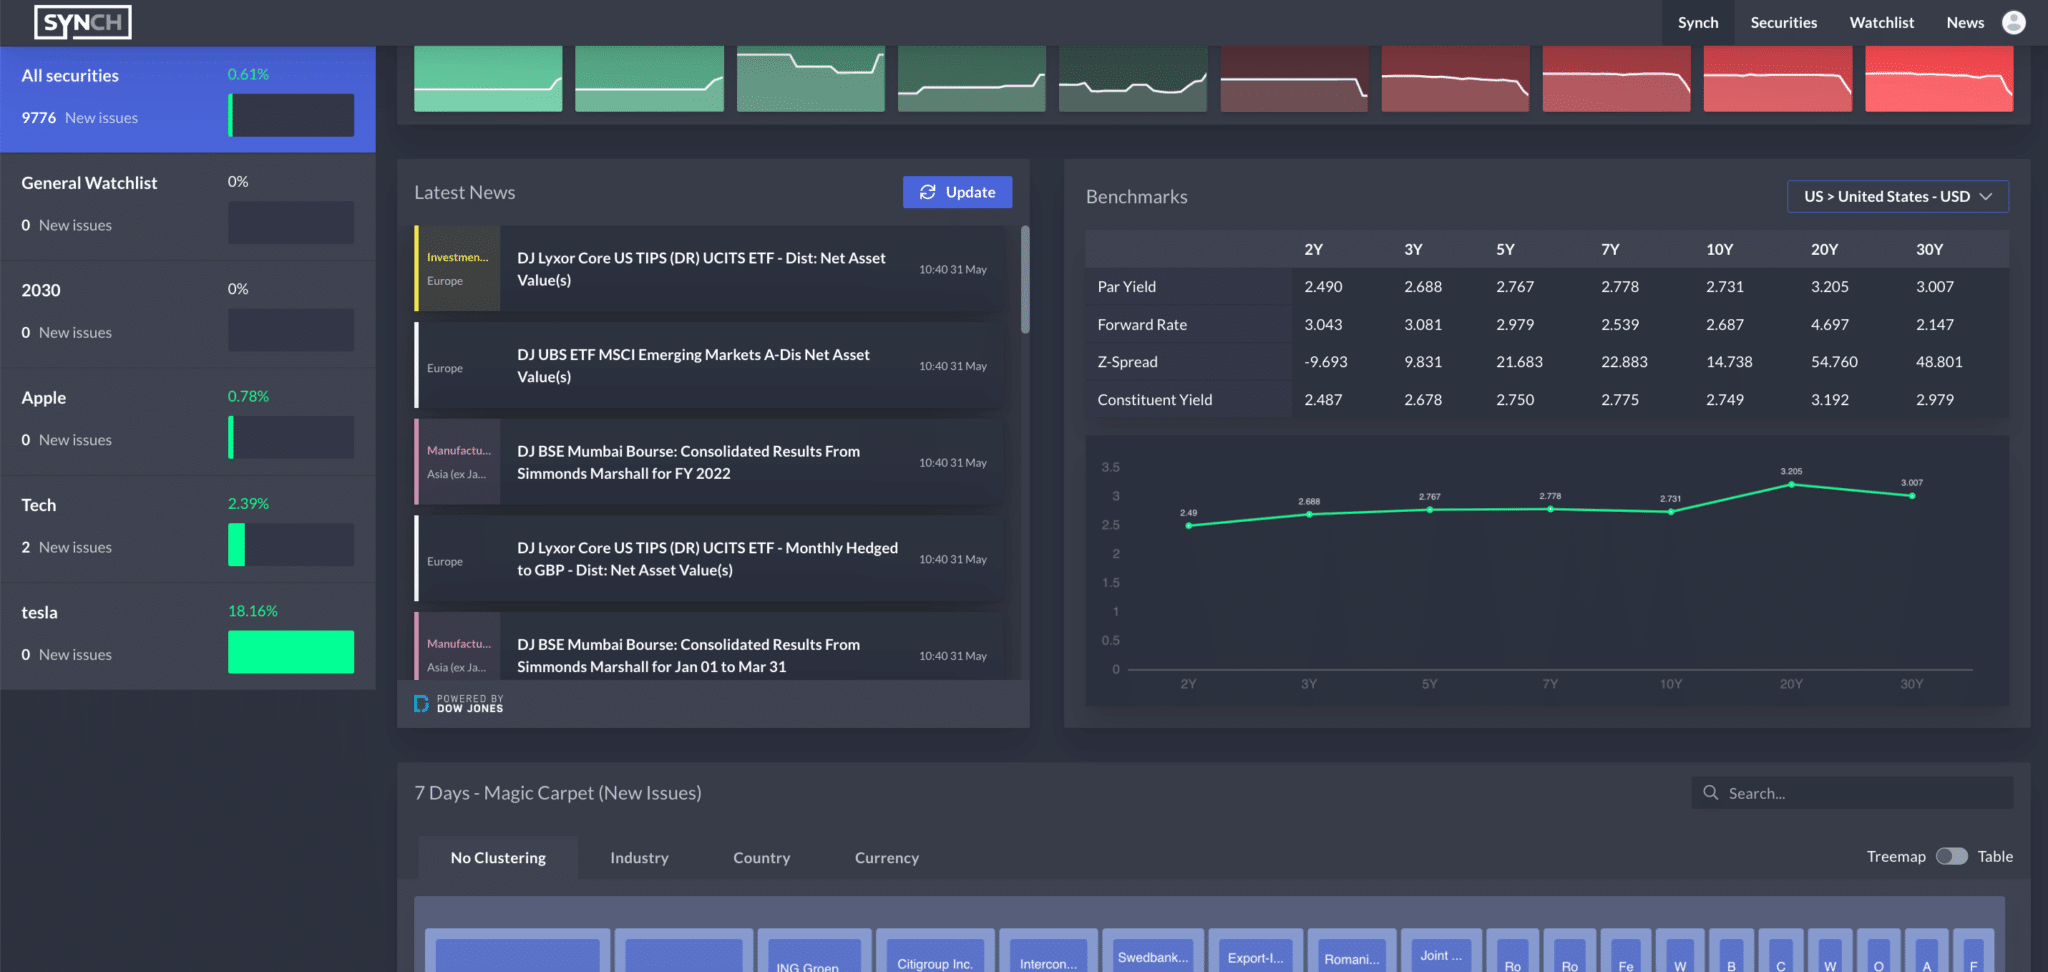 SYNCH
Synch Securities Watchlist News
All securities 0.61%
9776 New issues
General Watchlist 0%
0 New issues
2030 0%
0 New issues
Apple 0.78%
0 New issues
Tech 2.39%
2 New issues
tesla 18.16%
0 New issues
Latest News
Update
Investmen...
Europe
DJ Lyxor Core US TIPS (DR) UCITS ETF - Dist: Net Asset
Value(s)
10:40 31 May
Europe
DJ UBS ETF MSCI Emerging Markets A-Dis Net Asset
Value(s)
10:40 31 May
Manufactu...
Asia (ex Ja...
DJ BSE Mumbai Bourse: Consolidated Results From
Simmonds Marshall for FY 2022
10:40 31 May
Europe
DJ Lyxor Core US TIPS (DR) UCITS ETF - Monthly Hedged
to GBP - Dist: Net Asset Value(s)
10:40 31 May
Manufactu...
Asia (ex Ja...
DJ BSE Mumbai Bourse: Consolidated Results From
Simmonds Marshall for Jan 01 to Mar 31
10:40 31 May
POWERED BY
DOW JONES
Benchmarks
US > United States - USD
2Y 3Y 5Y 7Y 10Y 20Y 30Y
Par Yield 2.490 2.688 2.767 2.778 2.731 3.205 3.007
Forward Rate 3.043 3.081 2.979 2.539 2.687 4.697 2.147
Z-Spread -9.693 9.831 21.683 22.883 14.738 54.760 48.801
Constituent Yield 2.487 2.678 2.750 2.775 2.749 3.192 2.979
3.5
3
2.5
2
1.5
1
0.5
0
2.49 2.688 2.767 2.778 2.731 3.205 3.007
2Y 3Y 5Y 7Y 10Y 20Y 30Y
7 Days - Magic Carpet (New Issues)
Search...
No Clustering Industry Country Currency
Treemap Table
ING Groep Citigroup Inc. Intercon... Swedbank... Export-I... Romani... Joint ... Ro Ro Fe W B C W O A F